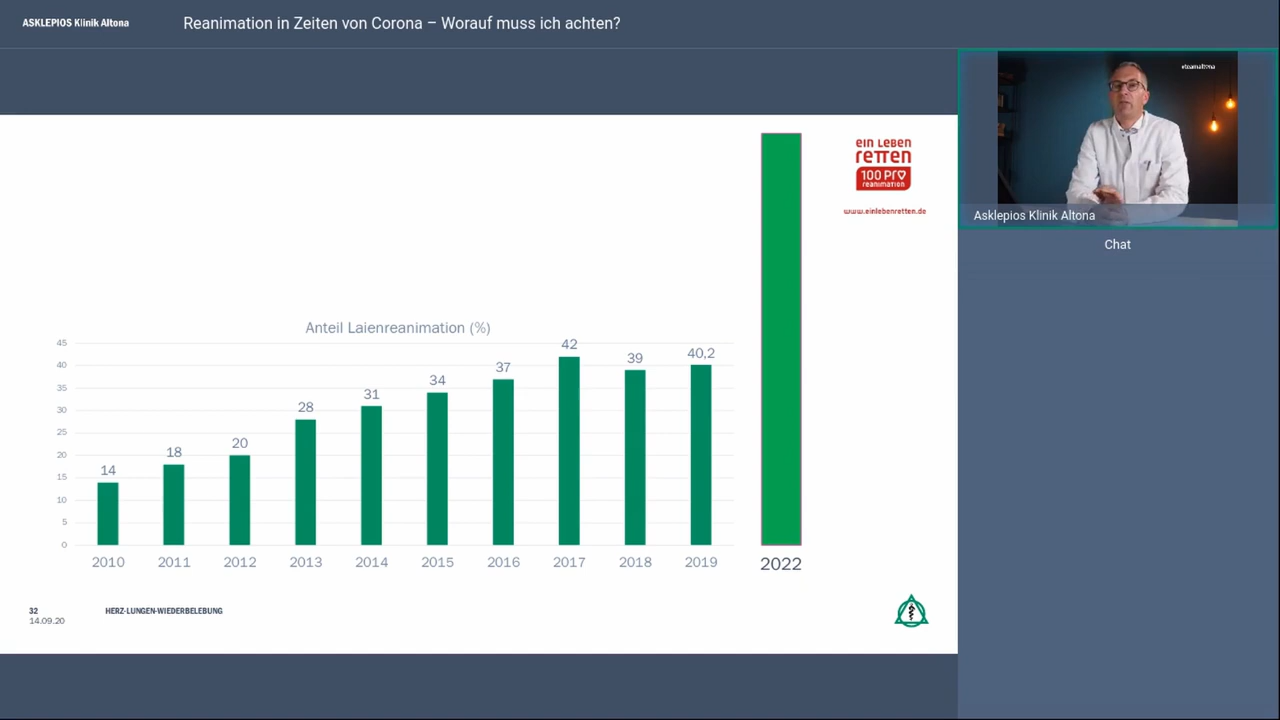 ASKLEPIOS Klinik Altona
Reanimation in Zeiten von Corona – Worauf muss ich achten?
#teamaltona
Asklepios Klinik Altona
Chat
ein Leben
retten
100 Pro
reanimation
www.einlebenretten.de
Anteil Laienreanimation (%)
45
40
35
30
25
20
15
10
5
0
14
18
20
28
31
34
37
42
39
40,2
2010
2011
2012
2013
2014
2015
2016
2017
2018
2019
2022
32
HERZ-LUNGEN-WIEDERBELEBUNG
14.09.20